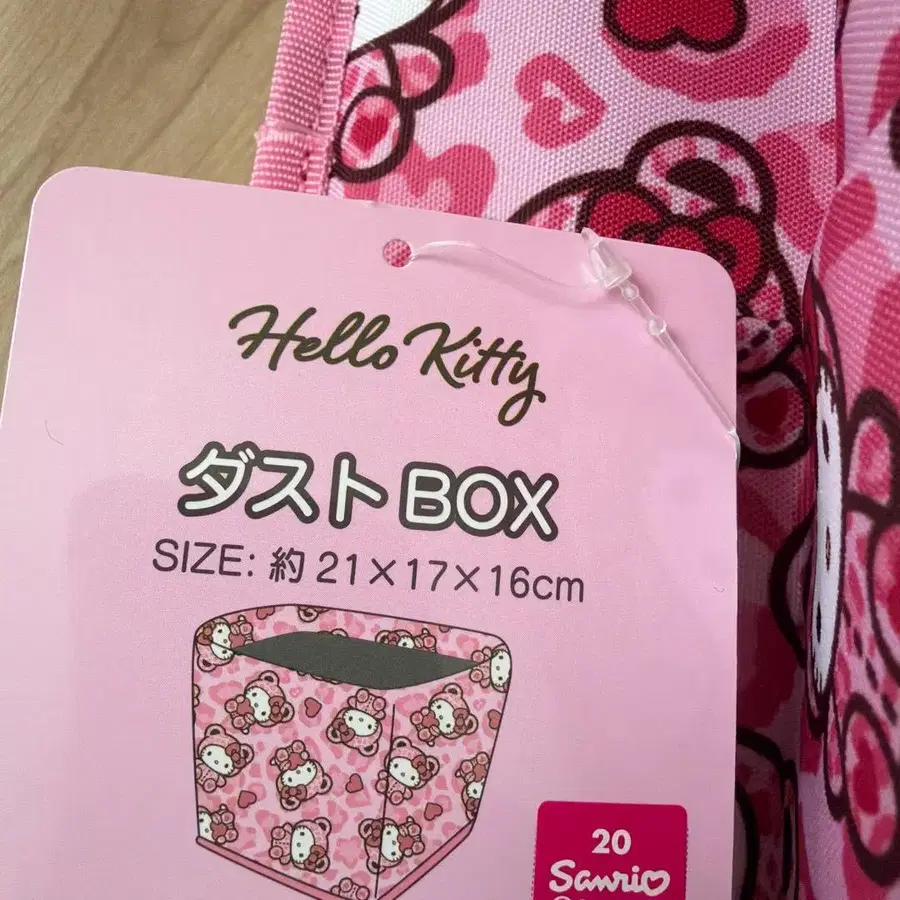 Hello Kitty
ダストBOX
SIZE: 約 21×17×16cm
20
Sanrio